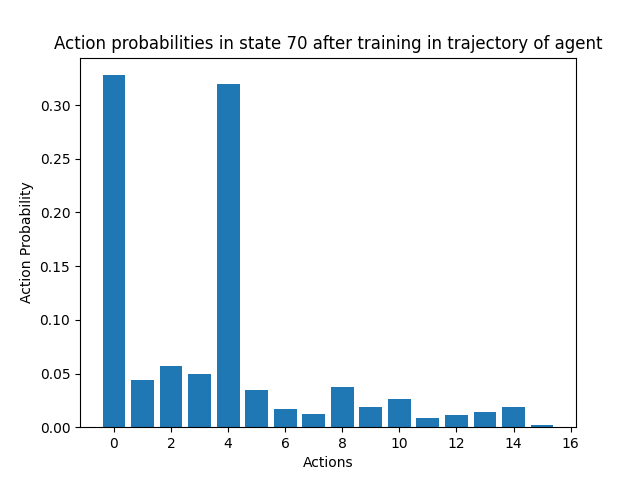 Action probabilities in state 70 after training in trajectory of agent
Action Probability
0.30
0.25
0.20
0.15
0.10
0.05
0.00
0 2 4 6 8 10 12 14 16
Actions